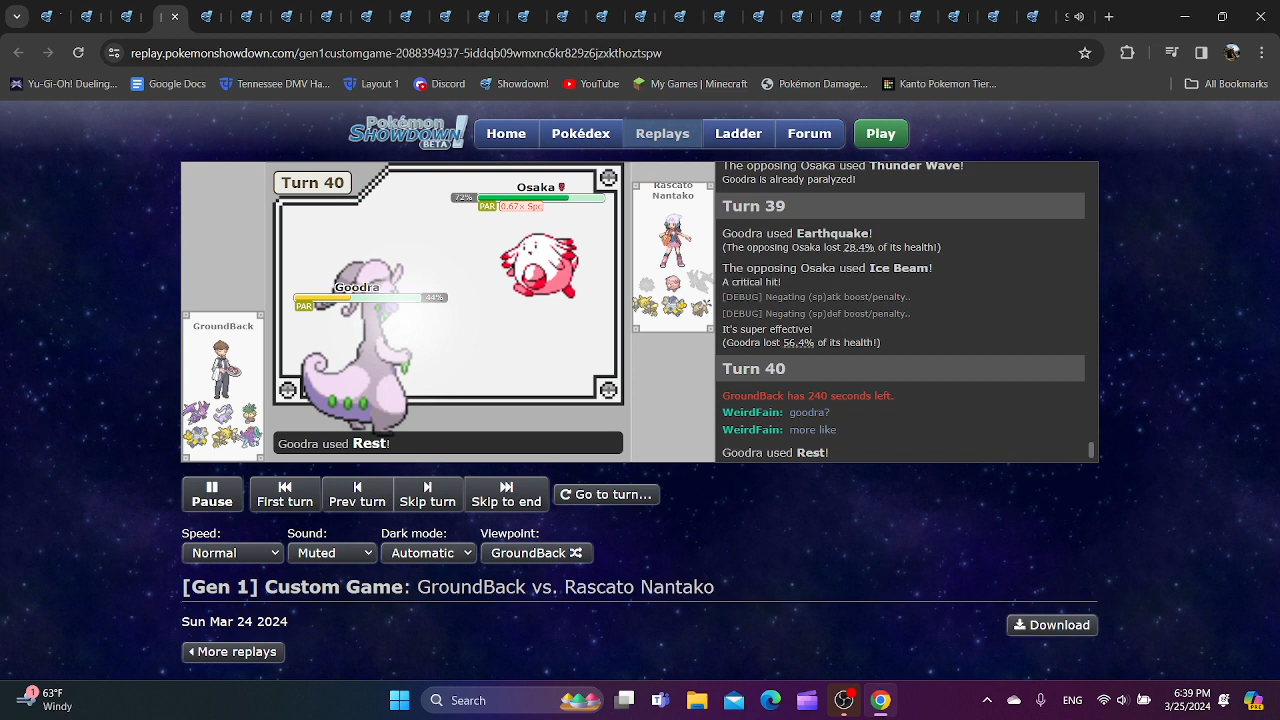 replay.pokemonshowdown.com/gen1customgame-2088394937-5iddqb09wmxnc6kr829z6jzxkthoztspw
Yu-Gi-Oh! Dueling...
Google Docs
Tennessee DMV Ha...
Layout 1
Discord
Showdown!
YouTube
My Games | Minecraft
Pokémon Damage...
Kanto Pokemon Tier...
All Bookmarks
Pokémon
SHOWDOWN!
BETA
Home
Pokédex
Replays
Ladder
Forum
Play
Turn 40
Osaka
72%
PAR
0.67× Spc
Goodra
44%
PAR
GroundBack
Rascato
Nantako
Goodra used Rest!
The opposing Osaka used Thunder Wave!
Goodra is already paralyzed!
Turn 39
Goodra used Earthquake!
(The opposing Osaka lost 28.4% of its health!)
The opposing Osaka used Ice Beam!
A critical hit!
[DEBUG] Negating (sp)atk boost/penalty..
[DEBUG] Negating (sp)def boost/penalty..
It's super effective!
(Goodra lost 56.4% of its health!)
Turn 40
GroundBack has 240 seconds left.
WeirdFain: goodra?
WeirdFain: more like
Goodra used Rest!
Pause
First turn
Prev turn
Skip turn
Skip to end
Go to turn...
Speed:
Sound:
Dark mode:
Viewpoint:
Normal
Muted
Automatic
GroundBack
[Gen 1] Custom Game: GroundBack vs. Rascato Nantako
Sun Mar 24 2024
Download
More replays
1
63°F
Windy
Search
ENG
6:39 PM
3/25/2024
PRE